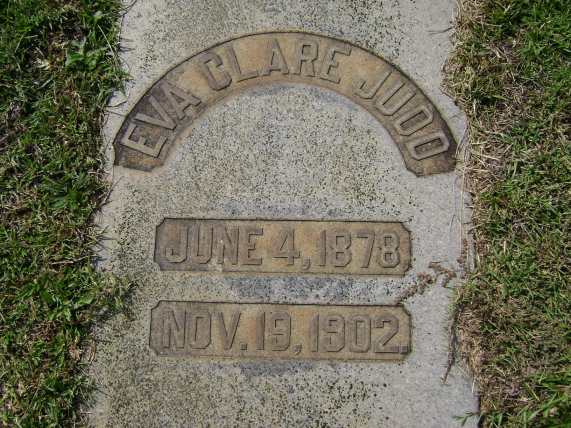 EVA CLARE JUDD
JUNE 4, 1878
NOV. 19, 1902.